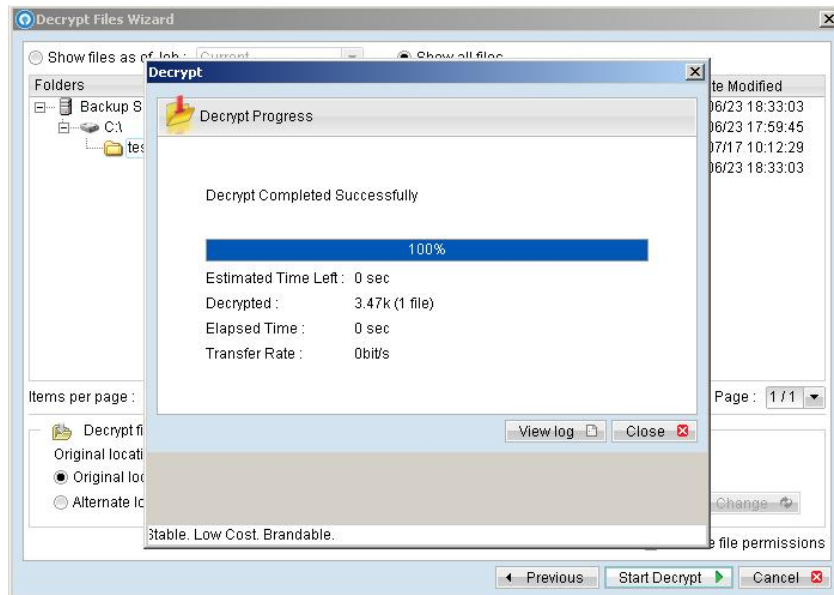 Decrypt Files Wizard
Show files as of Job : Current Show all files
Decrypt
Folders te Modified
Decrypt Progress
Backup S 06/23 18:33:03
C:\ 06/23 17:59:45
tes 07/17 10:12:29
06/23 18:33:03
Decrypt Completed Successfully
100%
Estimated Time Left : 0 sec
Decrypted : 3.47k (1 file)
Elapsed Time : 0 sec
Transfer Rate : 0bit/s
Items per page : Page : 1 / 1
View log Close
Decrypt fi
Original locati
Original loc
Alternate lo Change
Stable. Low Cost. Brandable.
e file permissions
Previous Start Decrypt Cancel